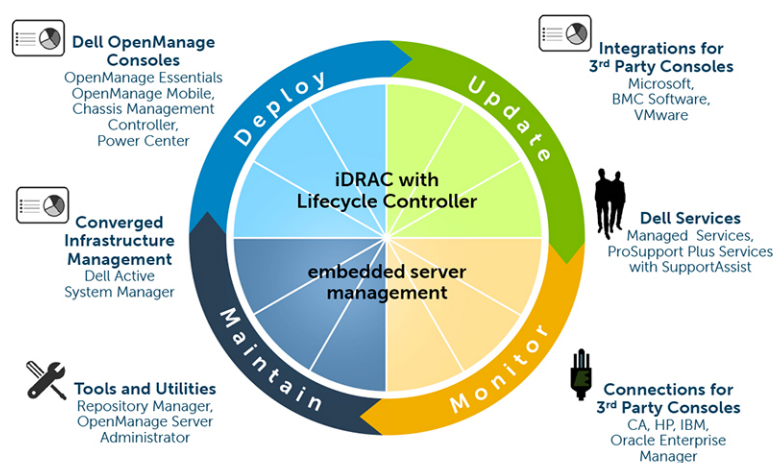 Dell OpenManage
Consoles
OpenManage Essentials
OpenManage Mobile,
Chassis Management
Controller,
Power Center
Integrations for
3rd Party Consoles
Microsoft,
BMC Software,
VMware
Deploy
Update
iDRAC with
Lifecycle Controller
embedded server
management
Converged
Infrastructure
Management
Dell Active
System Manager
Dell Services
Managed Services,
ProSupport Plus Services
with SupportAssist
Maintain
Monitor
Tools and Utilities
Repository Manager,
OpenManage Server
Administrator
Connections for
3rd Party Consoles
CA, HP, IBM,
Oracle Enterprise
Manager